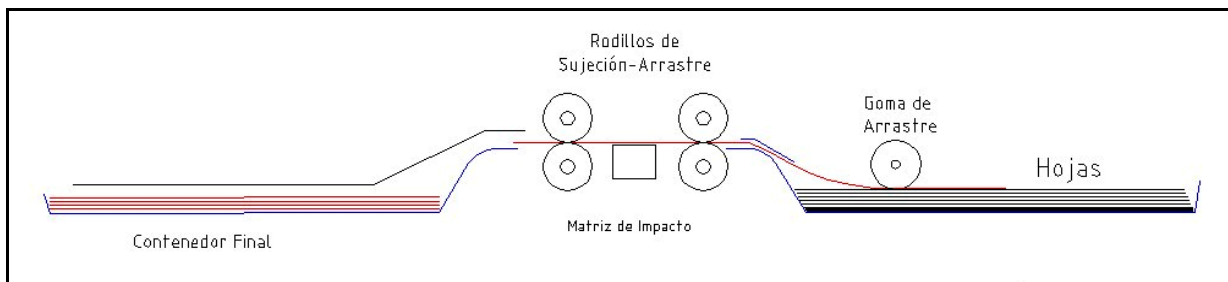 Rodillos de
Sujeción-Arrastre
Goma de
Arrastre
Hojas
Matriz de Impacto
Contenedor Final